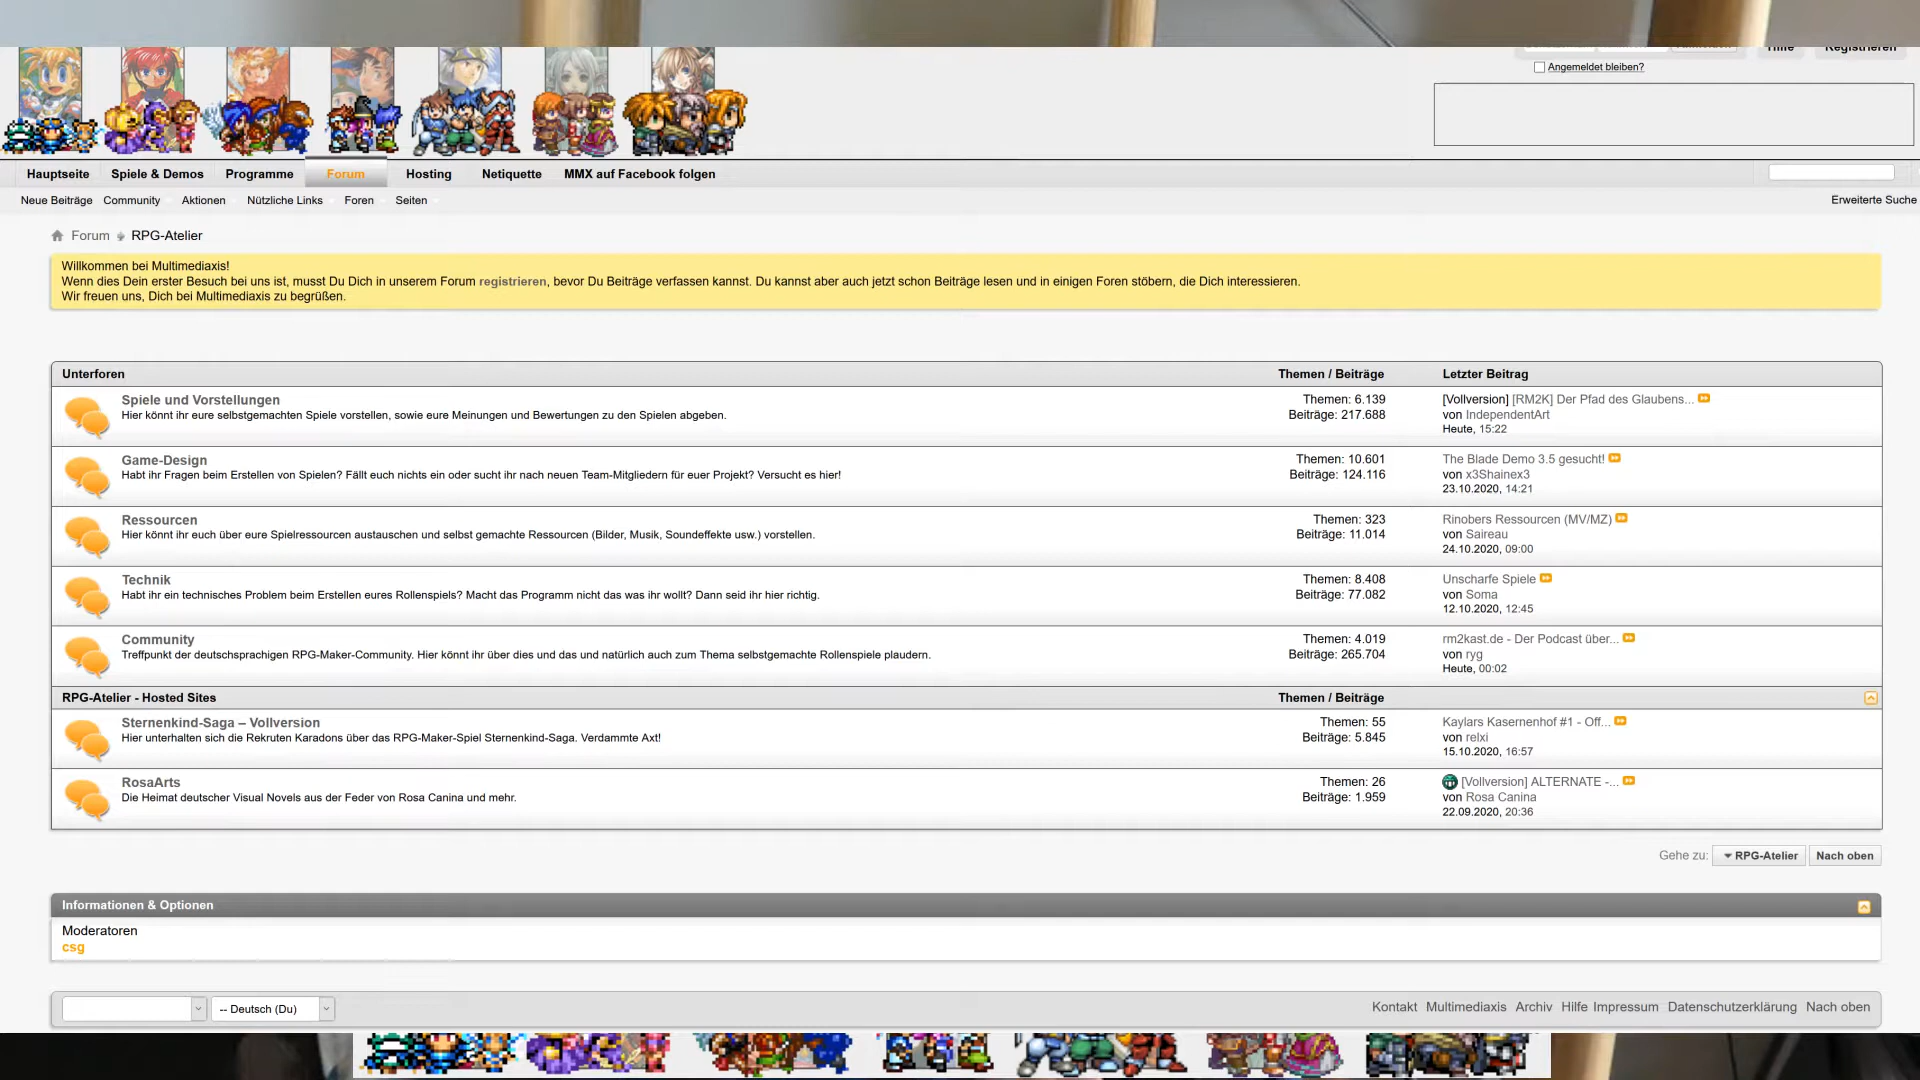 Hilfe
Registrieren
Angemeldet bleiben?
Hauptseite Spiele & Demos Programme Forum Hosting Netiquette MMX auf Facebook folgen
Neue Beiträge Community Aktionen Nützliche Links Foren Seiten Erweiterte Suche
Forum RPG-Atelier
Willkommen bei Multimediaxis!
Wenn dies Dein erster Besuch bei uns ist, musst Du Dich in unserem Forum registrieren, bevor Du Beiträge verfassen kannst. Du kannst aber auch jetzt schon Beiträge lesen und in einigen Foren stöbern, die Dich interessieren.
Wir freuen uns, Dich bei Multimediaxis zu begrüßen.
Unterforen Themen / Beiträge Letzter Beitrag
Spiele und Vorstellungen
Hier könnt ihr eure selbstgemachten Spiele vorstellen, sowie eure Meinungen und Bewertungen zu den Spielen abgeben.
Themen: 6.139
Beiträge: 217.688
[Vollversion] [RM2K] Der Pfad des Glaubens...
von IndependentArt
Heute, 15:22
Game-Design
Habt ihr Fragen beim Erstellen von Spielen? Fällt euch nichts ein oder sucht ihr nach neuen Team-Mitgliedern für euer Projekt? Versucht es hier!
Themen: 10.601
Beiträge: 124.116
The Blade Demo 3.5 gesucht!
von x3Shainex3
23.10.2020, 14:21
Ressourcen
Hier könnt ihr euch über eure Spielressourcen austauschen und selbst gemachte Ressourcen (Bilder, Musik, Soundeffekte usw.) vorstellen.
Themen: 323
Beiträge: 11.014
Rinobers Ressourcen (MV/MZ)
von Saireau
24.10.2020, 09:00
Technik
Habt ihr ein technisches Problem beim Erstellen eures Rollenspiels? Macht das Programm nicht das was ihr wollt? Dann seid ihr hier richtig.
Themen: 8.408
Beiträge: 77.082
Unscharfe Spiele
von Soma
12.10.2020, 12:45
Community
Treffpunkt der deutschsprachigen RPG-Maker-Community. Hier könnt ihr über dies und das und natürlich auch zum Thema selbstgemachte Rollenspiele plaudern.
Themen: 4.019
Beiträge: 265.704
rm2kast.de - Der Podcast über...
von ryg
Heute, 00:02
RPG-Atelier - Hosted Sites Themen / Beiträge
Sternenkind-Saga – Vollversion
Hier unterhalten sich die Rekruten Karadons über das RPG-Maker-Spiel Sternenkind-Saga. Verdammte Axt!
Themen: 55
Beiträge: 5.845
Kaylars Kasernenhof #1 - Off...
von relxi
15.10.2020, 16:57
RosaArts
Die Heimat deutscher Visual Novels aus der Feder von Rosa Canina und mehr.
Themen: 26
Beiträge: 1.959
[Vollversion] ALTERNATE -...
von Rosa Canina
22.09.2020, 20:36
Gehe zu: RPG-Atelier Nach oben
Informationen & Optionen
Moderatoren
csg
-- Deutsch (Du)
Kontakt Multimediaxis Archiv Hilfe Impressum Datenschutzerklärung Nach oben